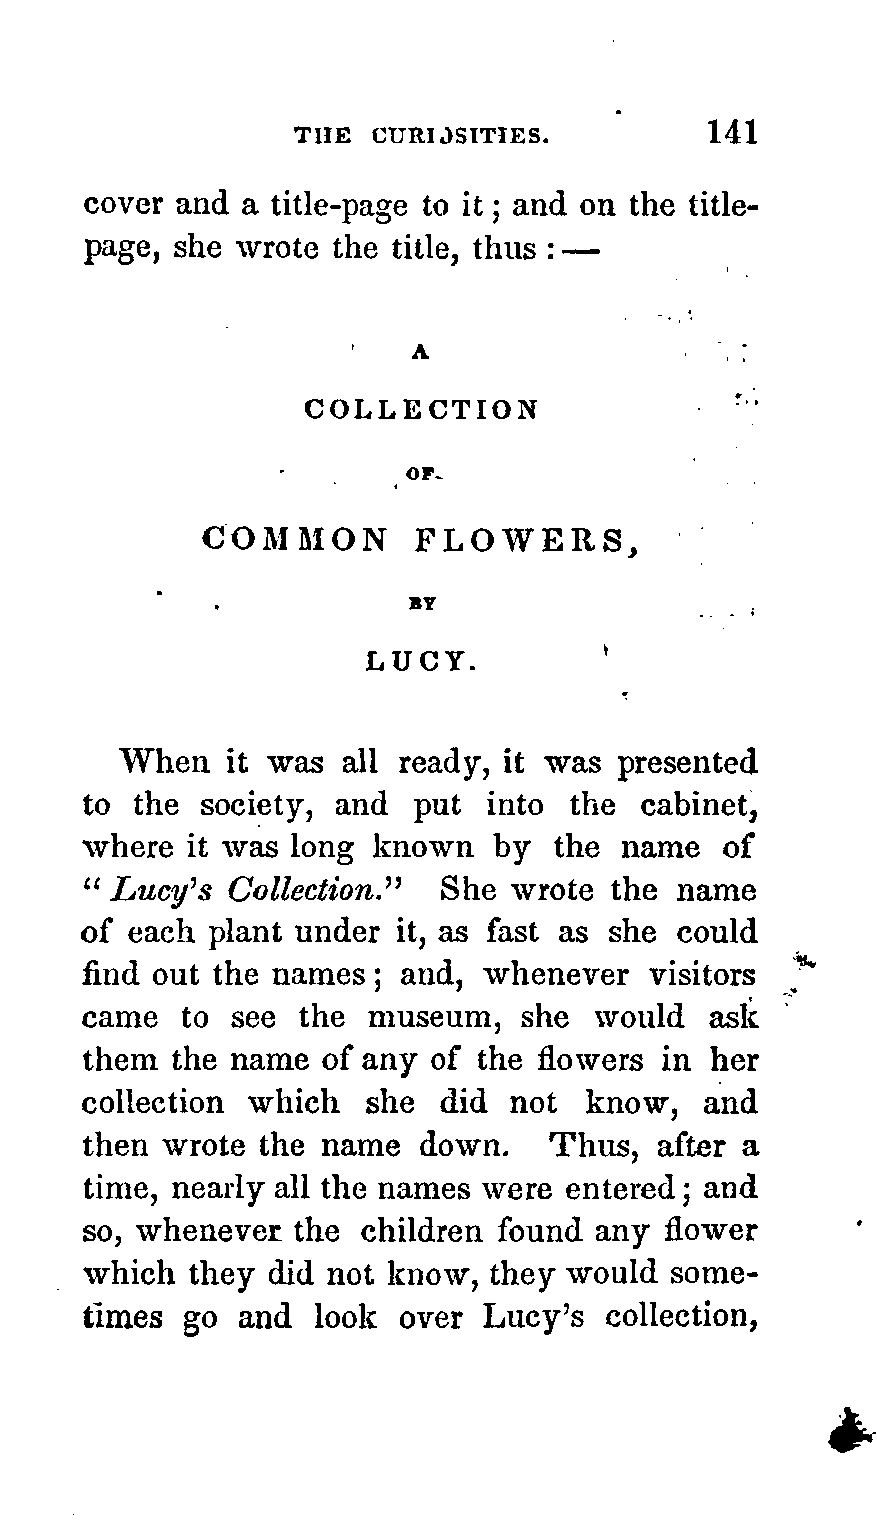 THE CURIOSITIES. 141
cover and a title-page to it ; and on the title-
page, she wrote the title, thus : —
A
COLLECTION
OF
COMMON FLOWERS,
BY
LUCY.
When it was all ready, it was presented
to the society, and put into the cabinet,
where it was long known by the name of
“ Lucy’s Collection.” She wrote the name
of each plant under it, as fast as she could
find out the names ; and, whenever visitors
came to see the museum, she would ask
them the name of any of the flowers in her
collection which she did not know, and
then wrote the name down. Thus, after a
time, nearly all the names were entered ; and
so, whenever the children found any flower
which they did not know, they would some-
times go and look over Lucy’s collection,